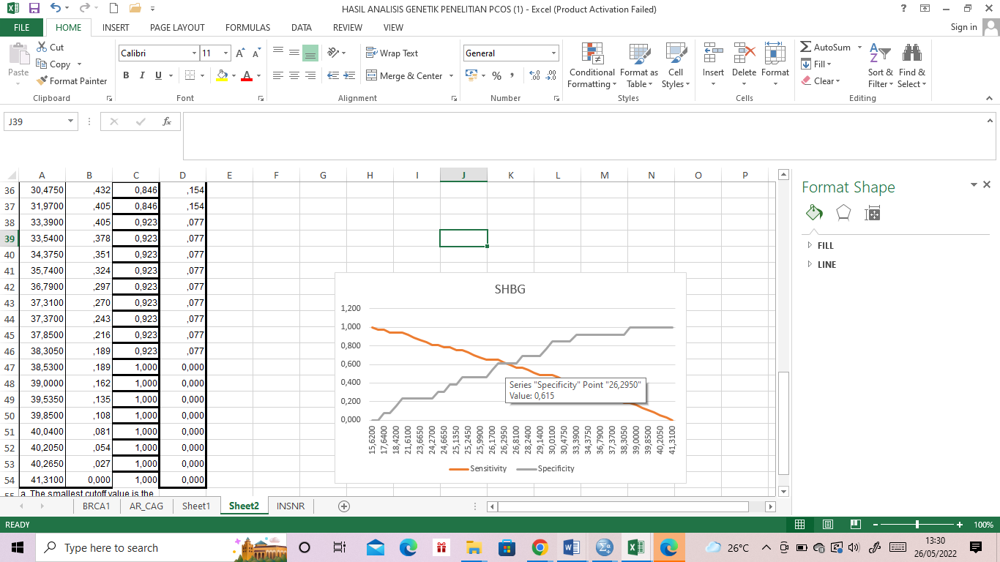 HASIL ANALISIS GENETIK PENELITIAN PCOS (1) - Excel (Product Activation Failed)
FILE HOME INSERT PAGE LAYOUT FORMULAS DATA REVIEW VIEW Sign in
Paste Cut Copy Format Painter Clipboard
Calibri 11 B I U Font
Wrap Text Merge & Center Alignment
General % Number
Conditional Formatting Format as Table Cell Styles Styles
Insert Delete Format Cells
AutoSum Fill Clear Sort & Filter Find & Select Editing
J39 fx
A B C D E F G H I J K L M N O P
36 30,4750 ,432 0,846 ,154
37 31,9700 ,405 0,846 ,154
38 33,3900 ,405 0,923 ,077
39 33,5400 ,378 0,923 ,077
40 34,3750 ,351 0,923 ,077
41 35,7400 ,324 0,923 ,077
42 36,7900 ,297 0,923 ,077
43 37,3100 ,270 0,923 ,077
44 37,3700 ,243 0,923 ,077
45 37,8500 ,216 0,923 ,077
46 38,3050 ,189 0,923 ,077
47 38,5300 ,189 1,000 0,000
48 39,0000 ,162 1,000 0,000
49 39,5350 ,135 1,000 0,000
50 39,8500 ,108 1,000 0,000
51 40,0400 ,081 1,000 0,000
52 40,2050 ,054 1,000 0,000
53 40,2650 ,027 1,000 0,000
54 41,3100 0,000 1,000 0,000
a. The smallest cutoff value is the
SHBG
1,200
1,000
0,800
0,600
0,400
0,200
0,000
Series "Specificity" Point "26,2950"
Value: 0,615
15,6200 17,6400 18,4200 21,6100 23,6650 24,2700 24,6650 25,1350 25,2450 25,9900 26,1700 26,2950 26,8100 28,2400 29,1400 30,0100 30,4750 33,3900 34,3750 36,7900 37,3700 38,3050 39,0000 39,8500 40,2050 41,3100
Sensitivity Specificity
Format Shape
FILL
LINE
BRCA1 AR_CAG Sheet1 Sheet2 INSNR
READY 100%
Type here to search 26°C 13:30
26/05/2022